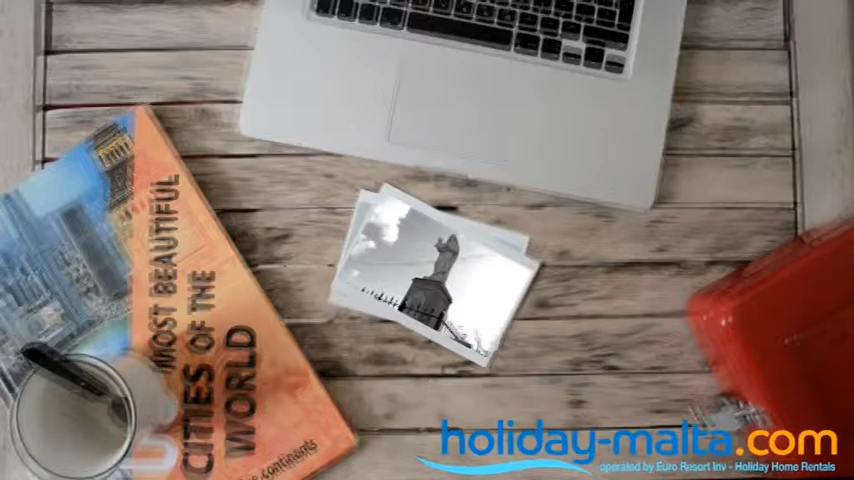 MOST BEAUTIFUL
CITIES OF THE
WORLD
continents
holiday-malta.com
operated by Euro Resort Inv - Holiday Home Rentals